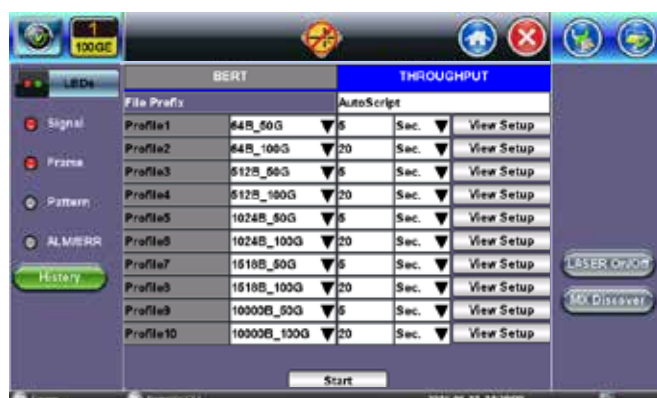 1
100GE
LEDs
BERT
THROUGHPUT
File Prefix AutoScript
Signal
Frame
Pattern
ALM/ERR
History
Profile1 64B_50G 5 Sec. View Setup
Profile2 64B_100G 20 Sec. View Setup
Profile3 512B_50G 5 Sec. View Setup
Profile4 512B_100G 20 Sec. View Setup
Profile5 1024B_50G 5 Sec. View Setup
Profile6 1024B_100G 20 Sec. View Setup
Profile7 1518B_50G 5 Sec. View Setup
Profile8 1518B_100G 20 Sec. View Setup
Profile9 10000B_50G 5 Sec. View Setup
Profile10 10000B_100G 20 Sec. View Setup
Start
LASER On/Off
MX Discover